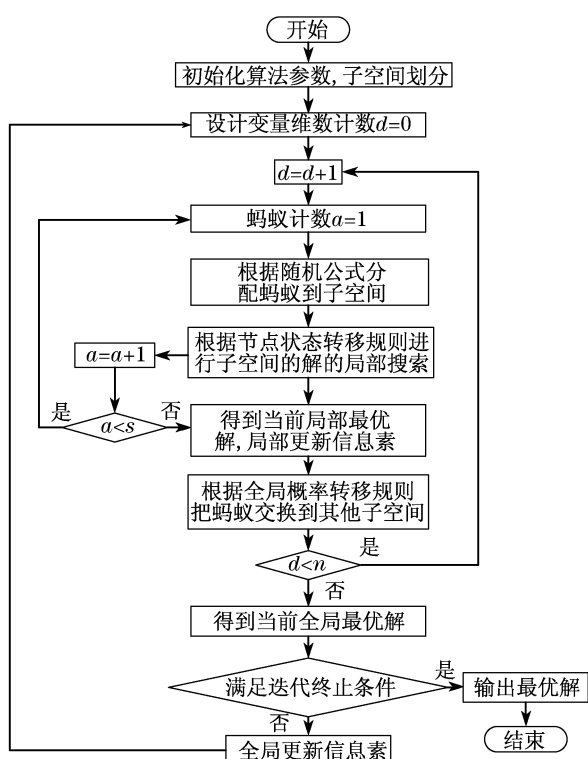 开始
初始化算法参数,子空间划分
设计变量维数计数d=0
d=d+1
蚂蚁计数a=1
根据随机公式分
配蚂蚁到子空间
根据节点状态转移规则进
行子空间的解的局部搜索
a=a+1
是
a<s
否
得到当前局部最优
解,局部更新信息素
根据全局概率转移规则
把蚂蚁交换到其他子空间
d<n
是
否
得到当前全局最优解
满足迭代终止条件
是
输出最优解
否
结束
全局更新信息素